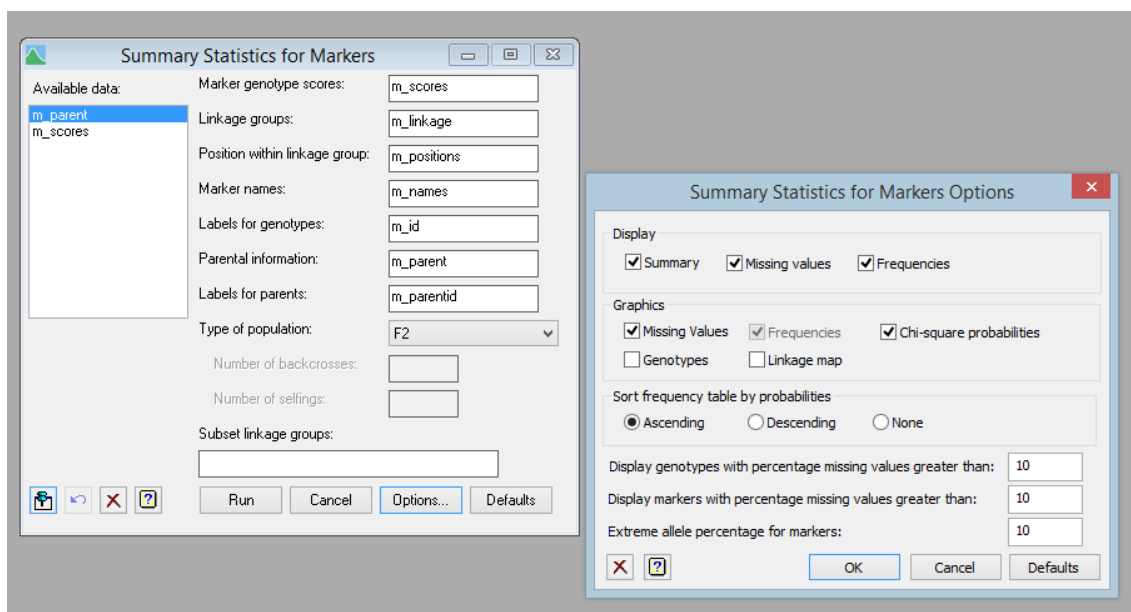 Summary Statistics for Markers
Available data:
m_parent
m_scores
Marker genotype scores: m_scores
Linkage groups: m_linkage
Position within linkage group: m_positions
Marker names: m_names
Labels for genotypes: m_id
Parental information: m_parent
Labels for parents: m_parentid
Type of population: F2
Number of backcrosses:
Number of selfings:
Subset linkage groups:
Run Cancel Options... Defaults
Summary Statistics for Markers Options
Display
Summary Missing values Frequencies
Graphics
Missing Values Frequencies Chi-square probabilities
Genotypes Linkage map
Sort frequency table by probabilities
Ascending Descending None
Display genotypes with percentage missing values greater than: 10
Display markers with percentage missing values greater than: 10
Extreme allele percentage for markers: 10
OK Cancel Defaults